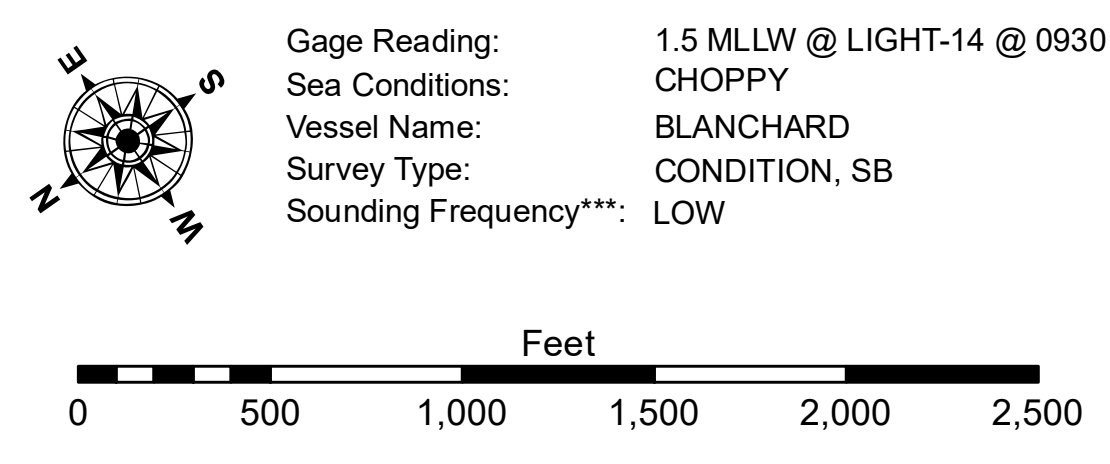 E
S
N
W
Gage Reading: 1.5 MLLW @ LIGHT-14 @ 0930
Sea Conditions: CHOPPY
Vessel Name: BLANCHARD
Survey Type: CONDITION, SB
Sounding Frequency***: LOW
Feet
0 500 1,000 1,500 2,000 2,500